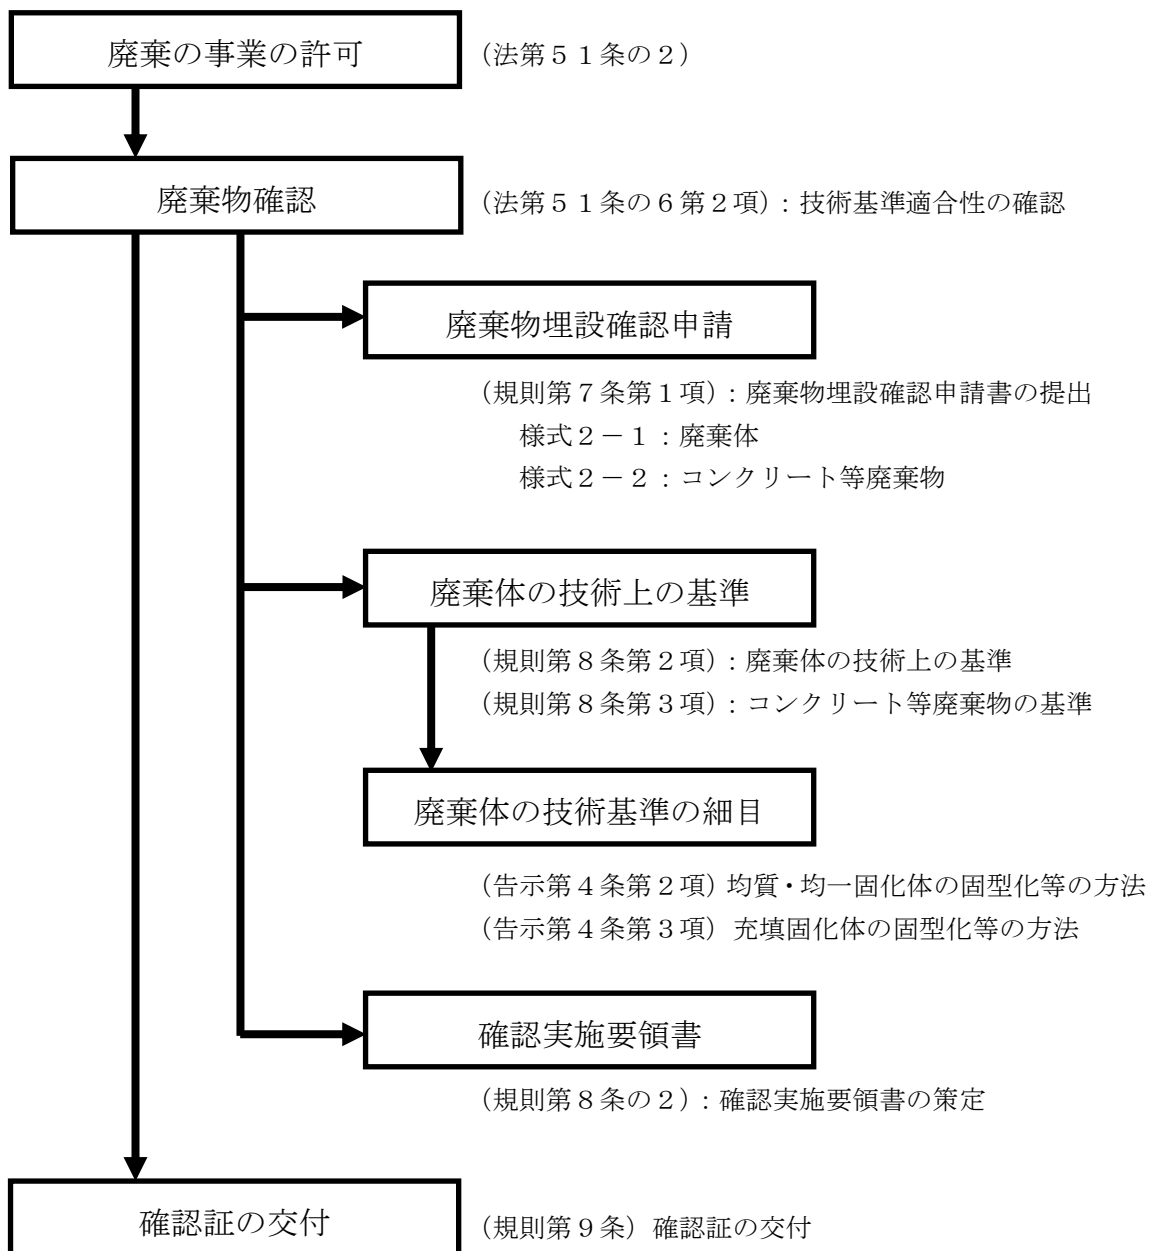 廃棄の事業の許可 (法第５１条の２)
廃棄物確認 (法第５１条の６第２項)：技術基準適合性の確認
廃棄物埋設確認申請
(規則第７条第１項)：廃棄物埋設確認申請書の提出
様式２－１：廃棄体
様式２－２：コンクリート等廃棄物
廃棄体の技術上の基準
(規則第８条第２項)：廃棄体の技術上の基準
(規則第８条第３項)：コンクリート等廃棄物の基準
廃棄体の技術基準の細目
(告示第４条第２項) 均質・均一固化体の固型化等の方法
(告示第４条第３項) 充填固化体の固型化等の方法
確認実施要領書
(規則第８条の２)：確認実施要領書の策定
確認証の交付 (規則第９条) 確認証の交付